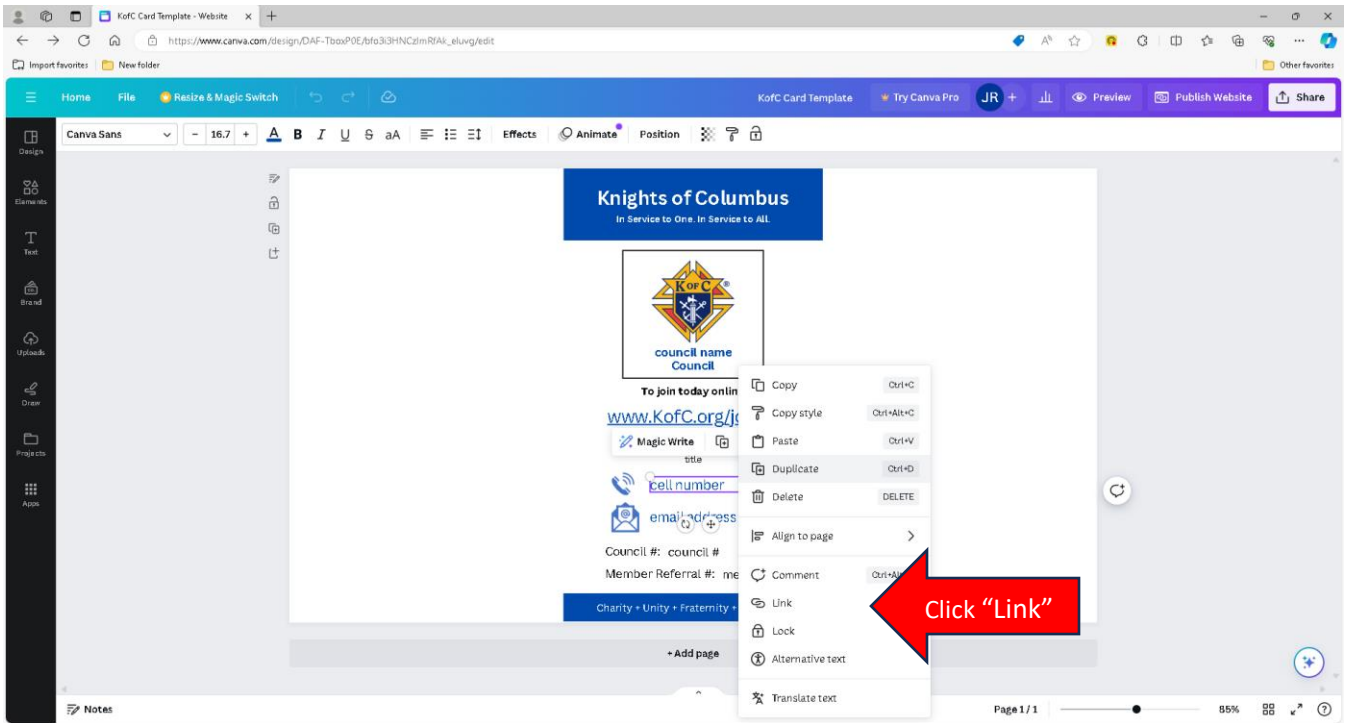 KofC Card Template - Website
https://www.canva.com/design/DAF-TboxP0E/bfo3i3HNCzlmRfAk_eluvg/edit
Import favorites New folder Other favorites
Home File Resize & Magic Switch KofC Card Template Try Canva Pro JR + Preview Publish Website Share
Canva Sans - 16.7 + A B I U S aA Effects Animate Position
Design
Elements
Text
Brand
Uploads
Draw
Projects
Apps
Knights of Columbus
In Service to One. In Service to All.
K OF C
council name
Council
To join today onlin
www.KofC.org/jo
Magic Write
title
cell number
email address
Council #: council #
Member Referral #: me
Charity + Unity + Fraternity +
+ Add page
Copy Ctrl+C
Copy style Ctrl+Alt+C
Paste Ctrl+V
Duplicate Ctrl+D
Delete DELETE
Align to page
Comment Ctrl+Al
Link
Lock
Alternative text
Translate text
Click “Link”
Notes Page 1 / 1 85%